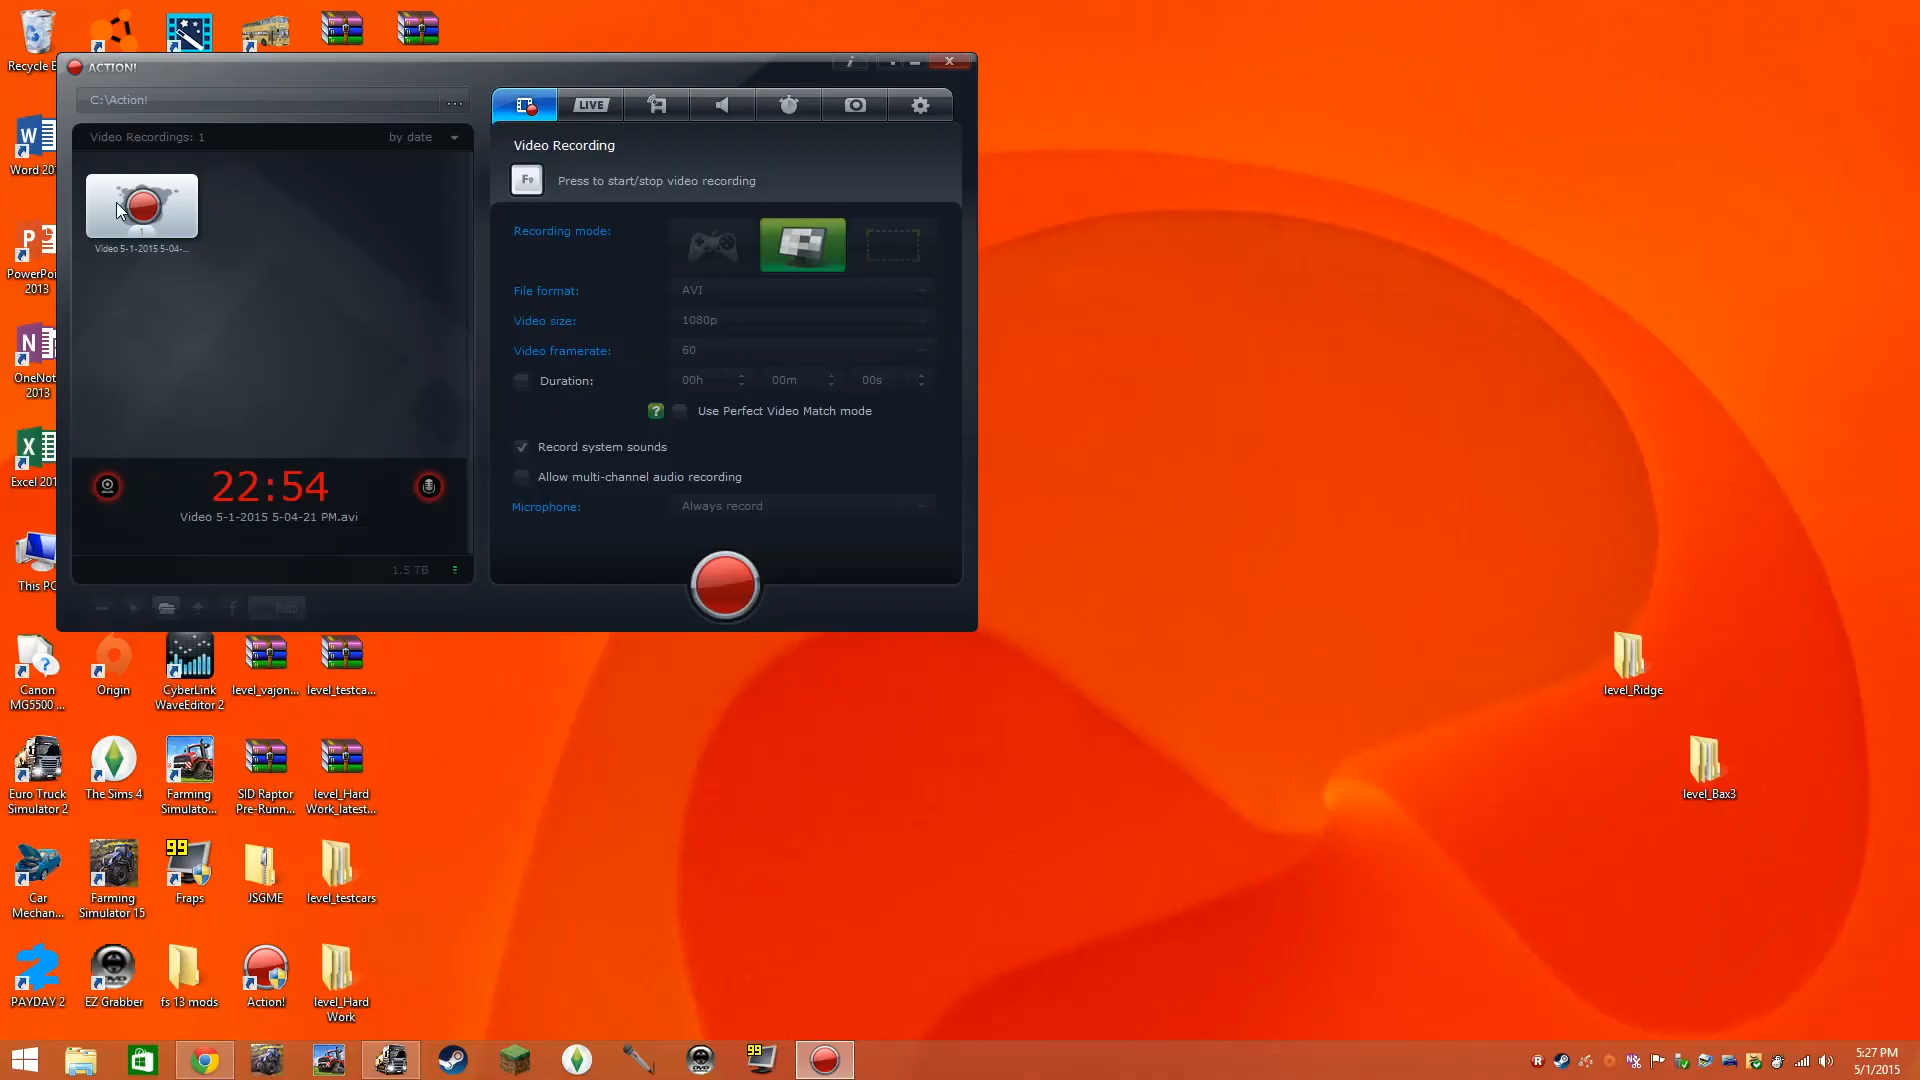 Recycle B
ACTION!
C:\Action!
...
Video Recordings: 1
by date
1
Video 5-1-2015 5-04-...
22:54
Video 5-1-2015 5-04-21 PM.avi
1.5 TB
LIVE
Video Recording
F9
Press to start/stop video recording
Recording mode:
File format:
AVI
Video size:
1080p
Video framerate:
60
Duration:
00h
00m
00s
?
Use Perfect Video Match mode
Record system sounds
Allow multi-channel audio recording
Microphone:
Always record
Word 20
PowerPoi
2013
OneNot
2013
Excel 201
This PC
Canon
MG5500 ...
Origin
CyberLink
WaveEditor 2
level_vajon...
level_testca...
Euro Truck
Simulator 2
The Sims 4
Farming
Simulato...
SID Raptor
Pre-Runn...
level_Hard
Work_latest...
Car
Mechan...
Farming
Simulator 15
99
Fraps
JSGME
level_testcars
PAYDAY 2
EZ Grabber
fs 13 mods
Action!
level_Hard
Work
level_Ridge
level_Bax3
99
5:27 PM
5/1/2015